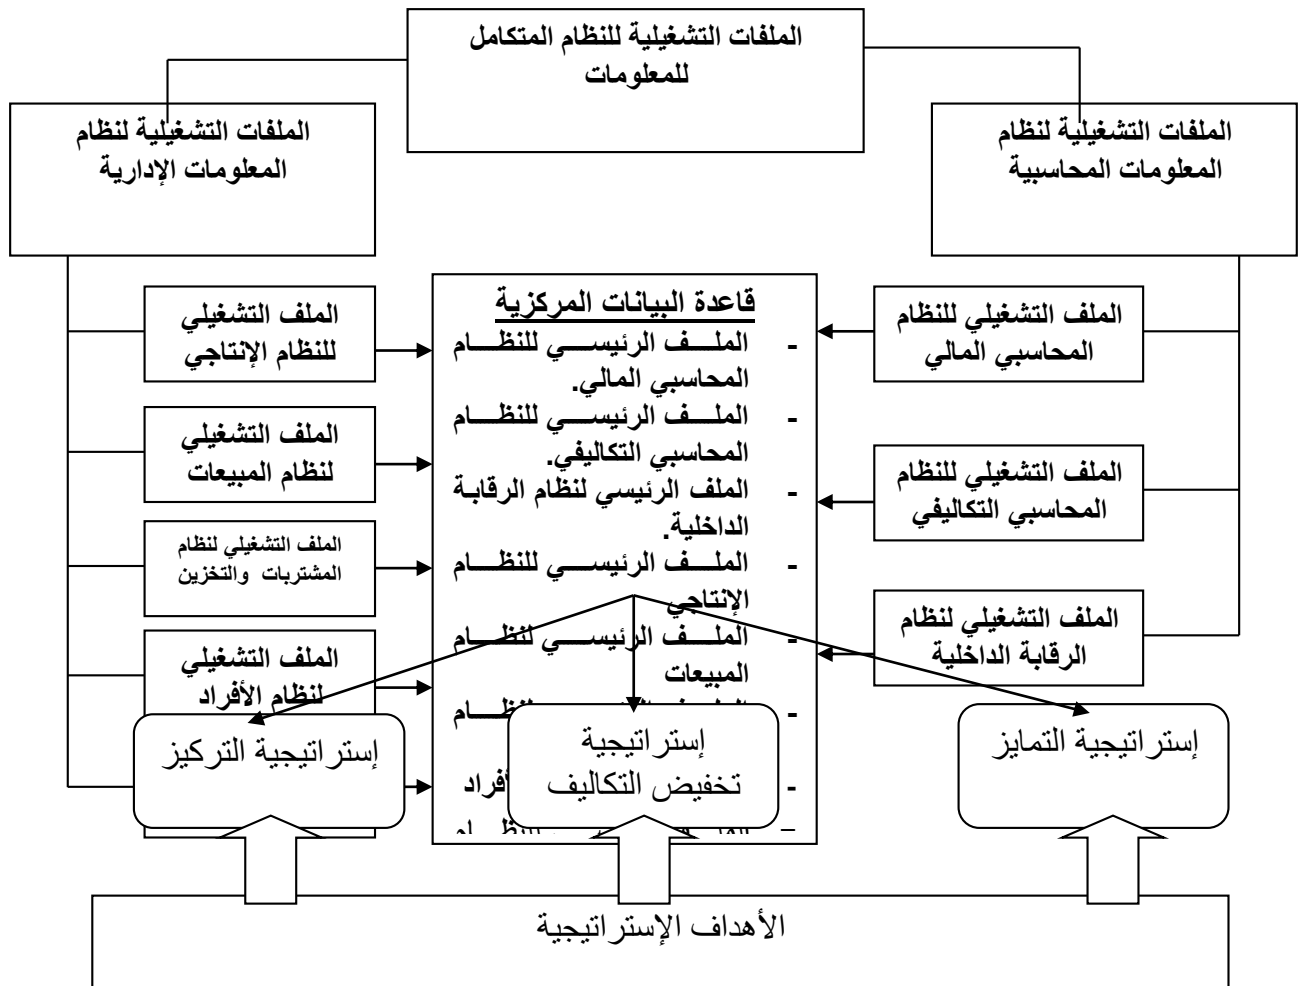 الملفات التشغيلية للنظام المتكامل
للمعلومات
الملفات التشغيلية لنظام
المعلومات المحاسبية
الملفات التشغيلية لنظام
المعلومات الإدارية
الملف التشغيلي للنظام
المحاسبي المالي
الملف التشغيلي للنظام
المحاسبي التكاليفي
الملف التشغيلي لنظام
الرقابة الداخلية
قاعدة البيانات المركزية
- الملف الرئيسي للنظام
المحاسبي المالي.
- الملف الرئيسي للنظام
المحاسبي التكاليفي.
- الملف الرئيسي لنظام الرقابة
الداخلية.
- الملف الرئيسي للنظام
الإنتاجي
- الملف الرئيسي لنظام
المبيعات
-
-
الملف التشغيلي
للنظام الإنتاجي
الملف التشغيلي
لنظام المبيعات
الملف التشغيلي لنظام
المشتريات والتخزين
الملف التشغيلي
لنظام الأفراد
إستراتيجية التمايز
إستراتيجية
تخفيض التكاليف
إستراتيجية التركيز
الأهداف الإستراتيجية